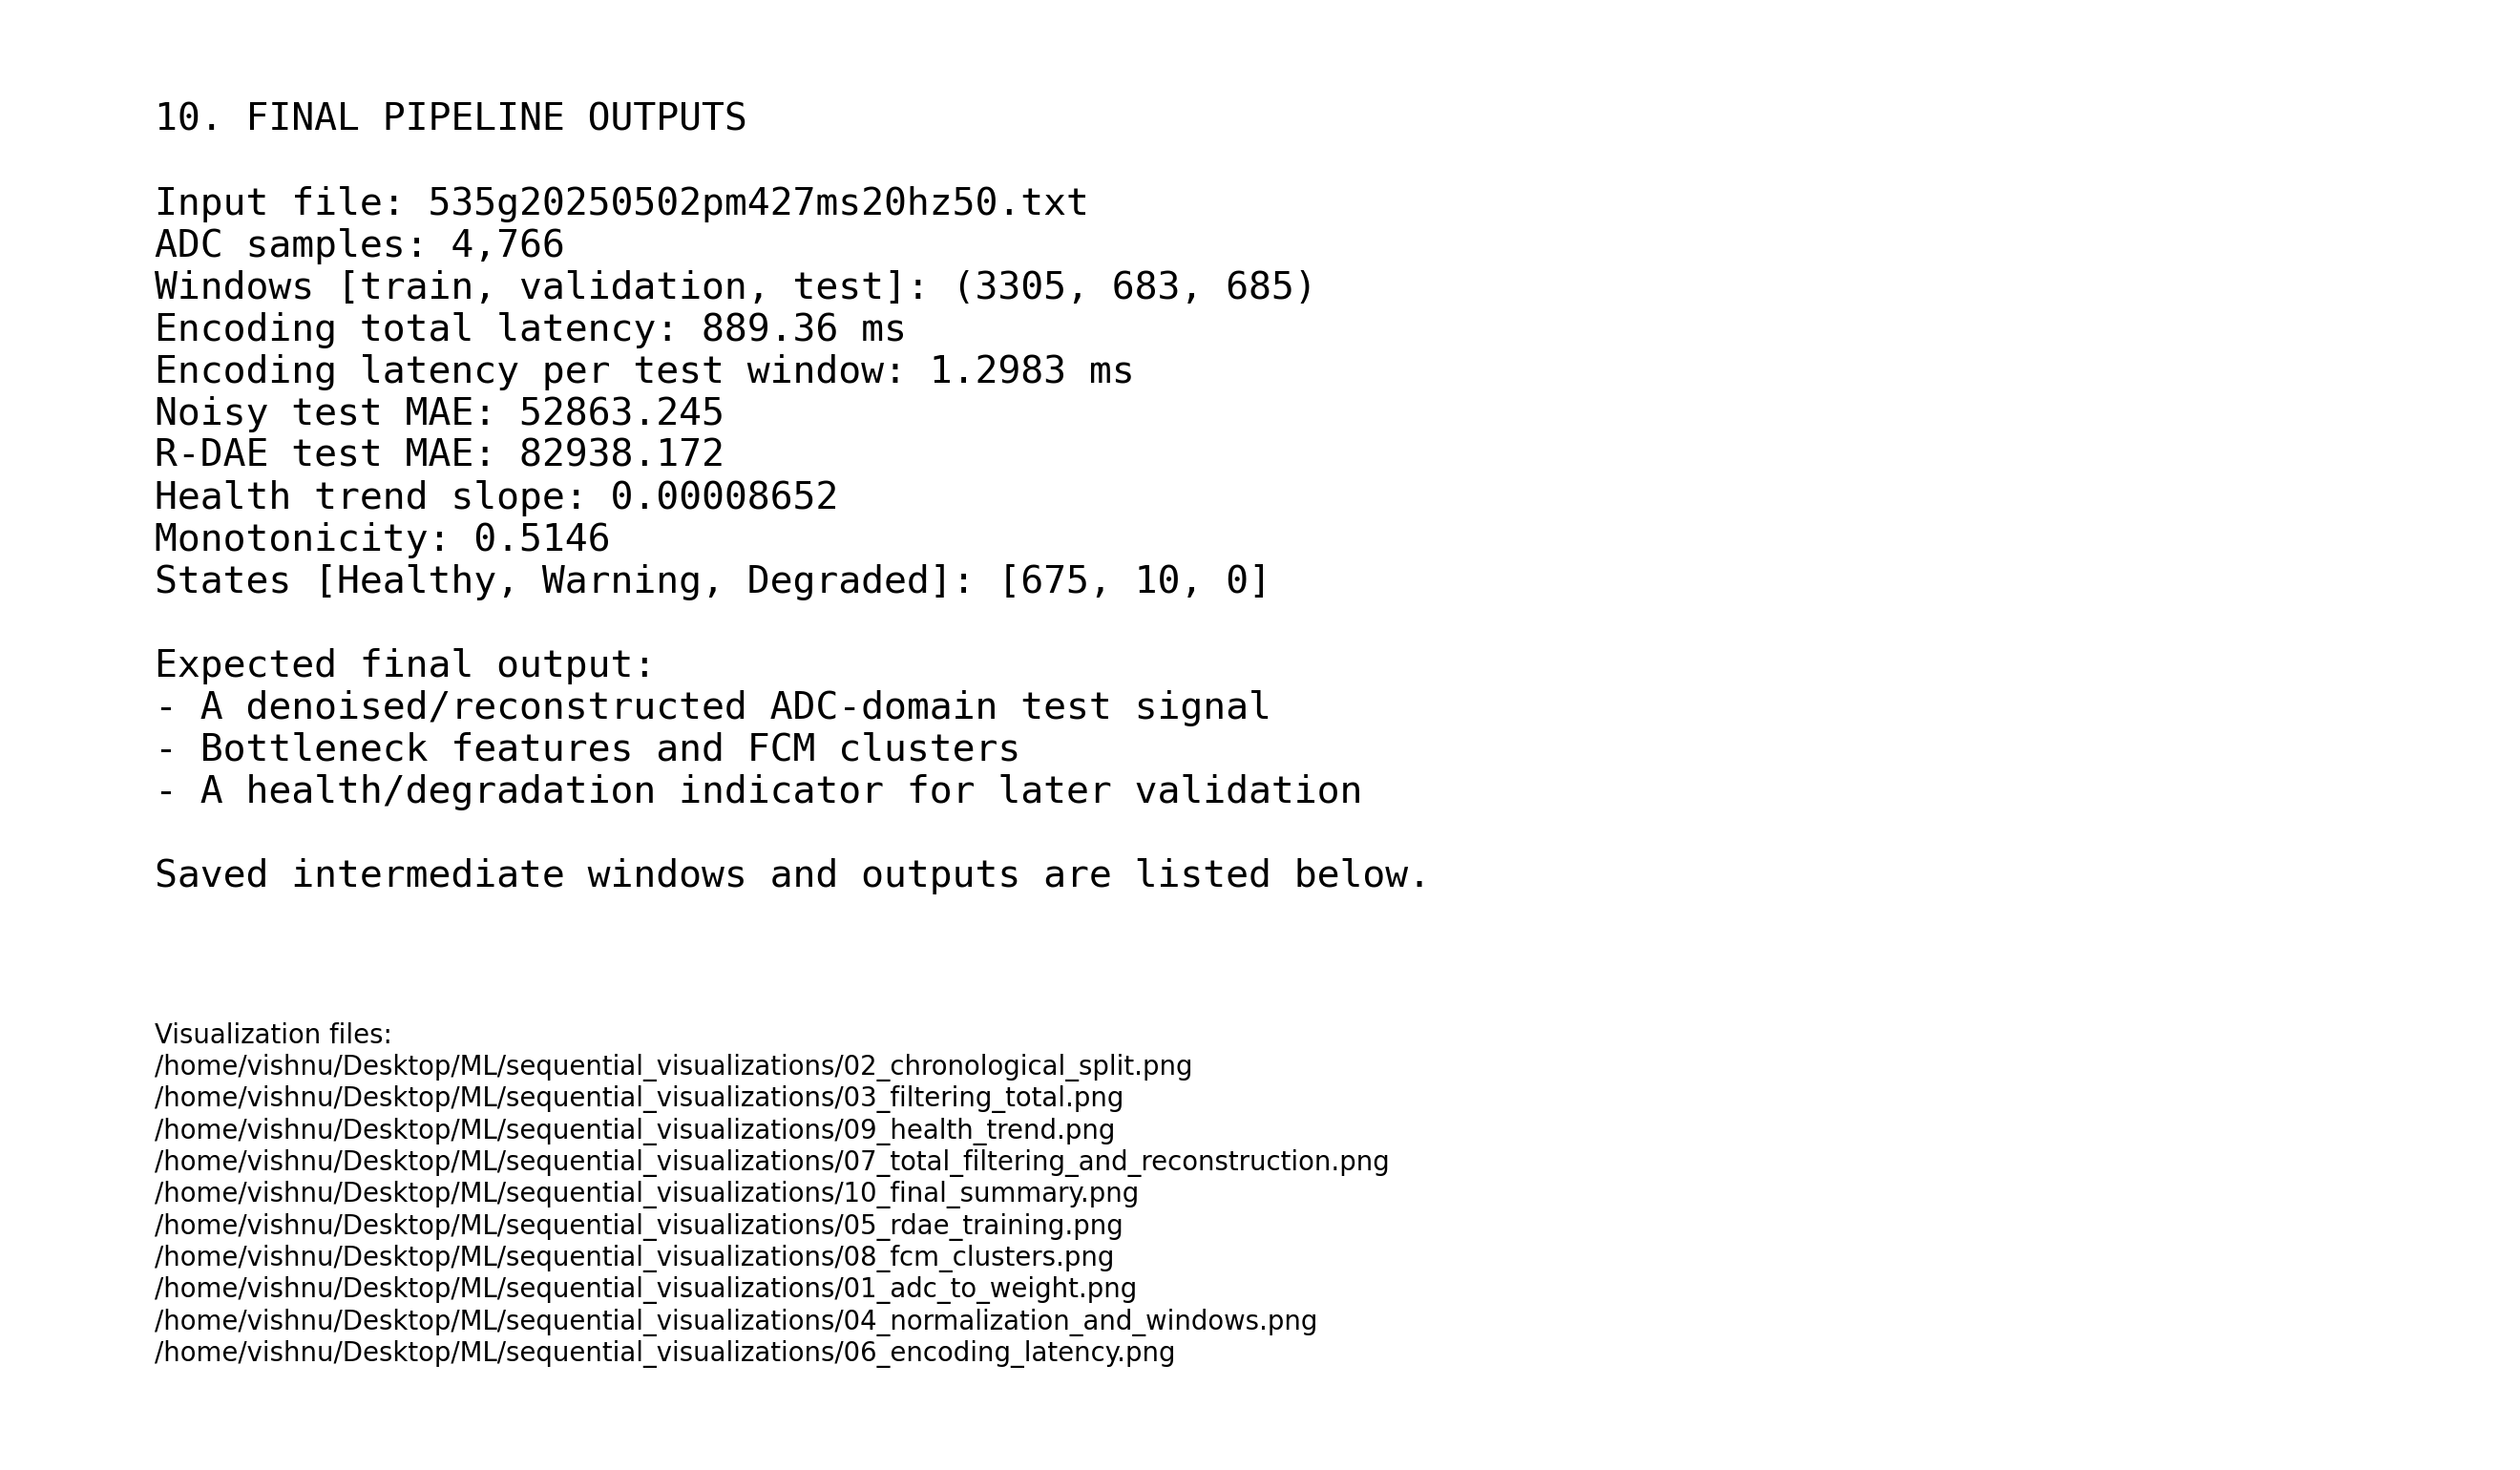 10. FINAL PIPELINE OUTPUTS
Input file: 535g20250502pm427ms20hz50.txt
ADC samples: 4,766
Windows [train, validation, test]: (3305, 683, 685)
Encoding total latency: 889.36 ms
Encoding latency per test window: 1.2983 ms
Noisy test MAE: 52863.245
R-DAE test MAE: 82938.172
Health trend slope: 0.00008652
Monotonicity: 0.5146
States [Healthy, Warning, Degraded]: [675, 10, 0]
Expected final output:
- A denoised/reconstructed ADC-domain test signal
- Bottleneck features and FCM clusters
- A health/degradation indicator for later validation
Saved intermediate windows and outputs are listed below.
Visualization files:
/home/vishnu/Desktop/ML/sequential_visualizations/02_chronological_split.png
/home/vishnu/Desktop/ML/sequential_visualizations/03_filtering_total.png
/home/vishnu/Desktop/ML/sequential_visualizations/09_health_trend.png
/home/vishnu/Desktop/ML/sequential_visualizations/07_total_filtering_and_reconstruction.png
/home/vishnu/Desktop/ML/sequential_visualizations/10_final_summary.png
/home/vishnu/Desktop/ML/sequential_visualizations/05_rdae_training.png
/home/vishnu/Desktop/ML/sequential_visualizations/08_fcm_clusters.png
/home/vishnu/Desktop/ML/sequential_visualizations/01_adc_to_weight.png
/home/vishnu/Desktop/ML/sequential_visualizations/04_normalization_and_windows.png
/home/vishnu/Desktop/ML/sequential_visualizations/06_encoding_latency.png